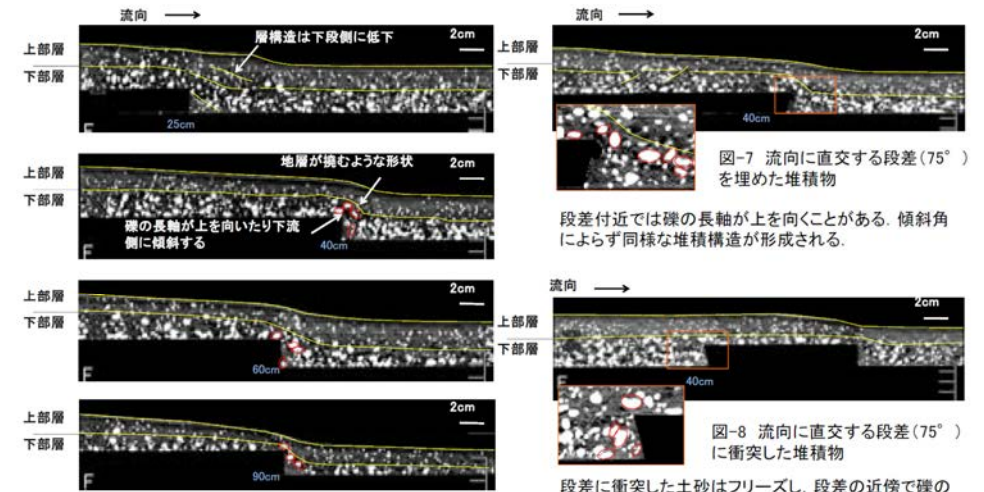 流向
2cm
上部層
層構造は下段側に低下
下部層
25cm
F
2cm
地層が撓むような形状
上部層
下部層
礫の長軸が上を向いたり下流
側に傾斜する
40cm
2cm
上部層
下部層
60cm
F
2cm
上部層
下部層
90cm
F
流向
2cm
上部層
下部層
40cm
図-7 流向に直交する段差(75°)
を埋めた堆積物
段差付近では礫の長軸が上を向くことがある．傾斜角
によらず同様な堆積構造が形成される．
流向
2cm
上部層
下部層
40cm
F
図-8 流向に直交する段差(75°)
に衝突した堆積物
段差に衝突した土砂はフリーズし，段差の近傍で礫の